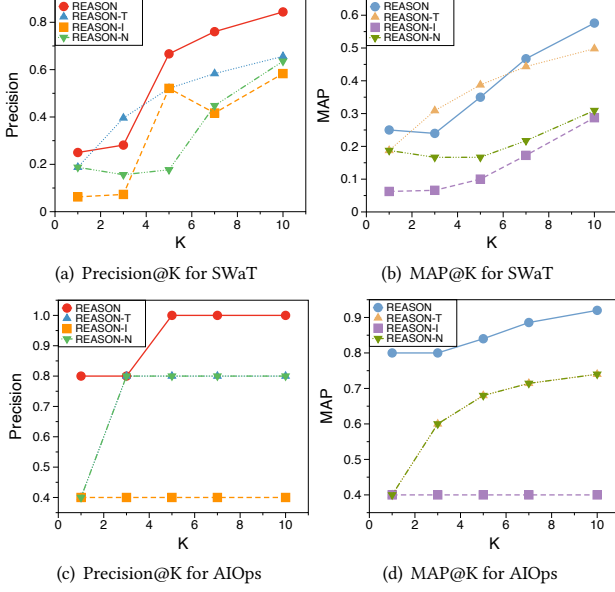 REASON
REASON-T
REASON-I
REASON-N
Precision
0.8
0.6
0.4
0.2
0
0 2 4 6 8 10
K
(a) Precision@K for SWaT
REASON
REASON-T
REASON-I
REASON-N
MAP
0.6
0.5
0.4
0.3
0.2
0.1
0
0 2 4 6 8 10
K
(b) MAP@K for SWaT
REASON
REASON-T
REASON-I
REASON-N
Precision
1.0
0.9
0.8
0.7
0.6
0.5
0.4
0 2 4 6 8 10
K
(c) Precision@K for AIOps
REASON
REASON-T
REASON-I
REASON-N
MAP
0.9
0.8
0.7
0.6
0.5
0.4
0 2 4 6 8 10
K
(d) MAP@K for AIOps